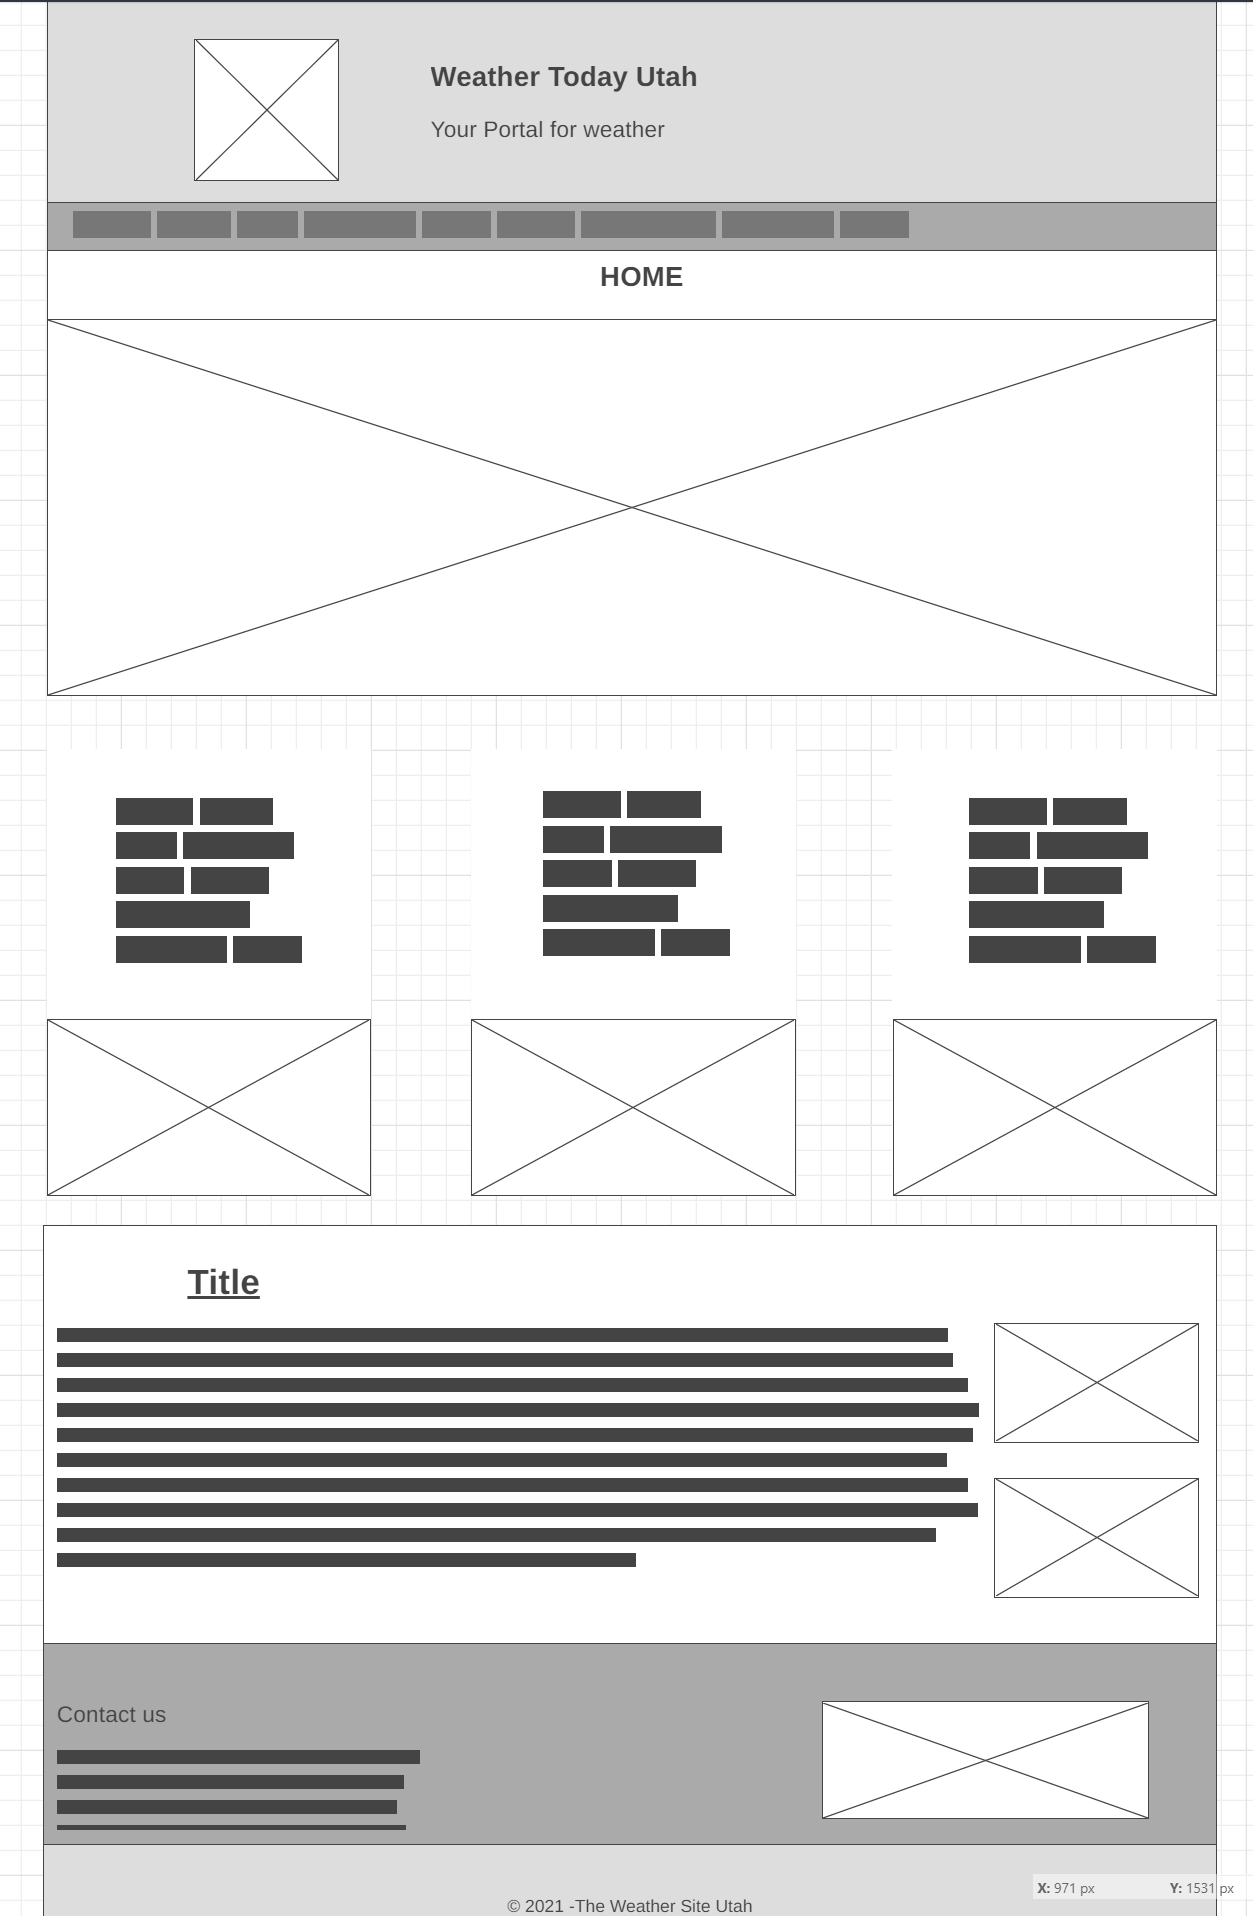 Weather Today Utah
Your Portal for weather
HOME
Title
Contact us
© 2021 -The Weather Site Utah
X: 971 px Y: 1531 px